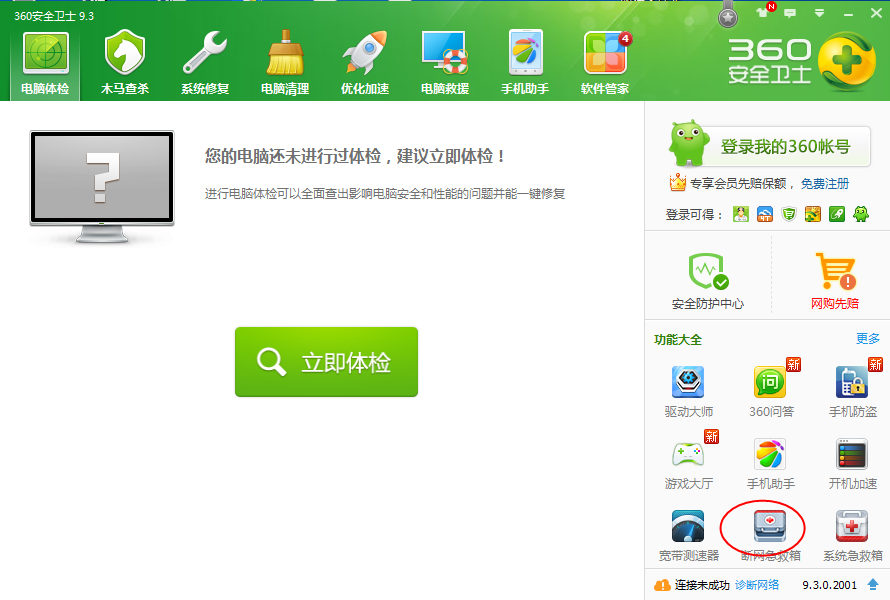 360安全卫士 9.3
N
电脑体检
木马查杀
系统修复
电脑清理
优化加速
电脑救援
手机助手
4
软件管家
360
安全卫士
?
您的电脑还未进行过体检，建议立即体检！
进行电脑体检可以全面查出影响电脑安全和性能的问题并能一键修复
立即体检
登录我的360帐号
专享会员先赔保额，免费注册
登录可得：
安全防护中心
网购先赔
功能大全
更多
驱动大师
新
问
360问答
新
手机防盗
新
游戏大厅
手机助手
开机加速
宽带测速器
断网急救箱
系统急救箱
连接未成功 诊断网络
9.3.0.2001